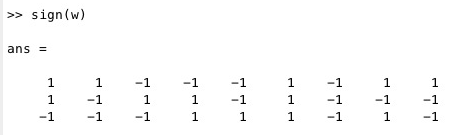 >> sign(w)
ans =
1 1 −1 −1 −1 1 −1 1 1
1 −1 1 1 −1 1 −1 −1 −1
−1 −1 −1 1 1 1 −1 1 −1